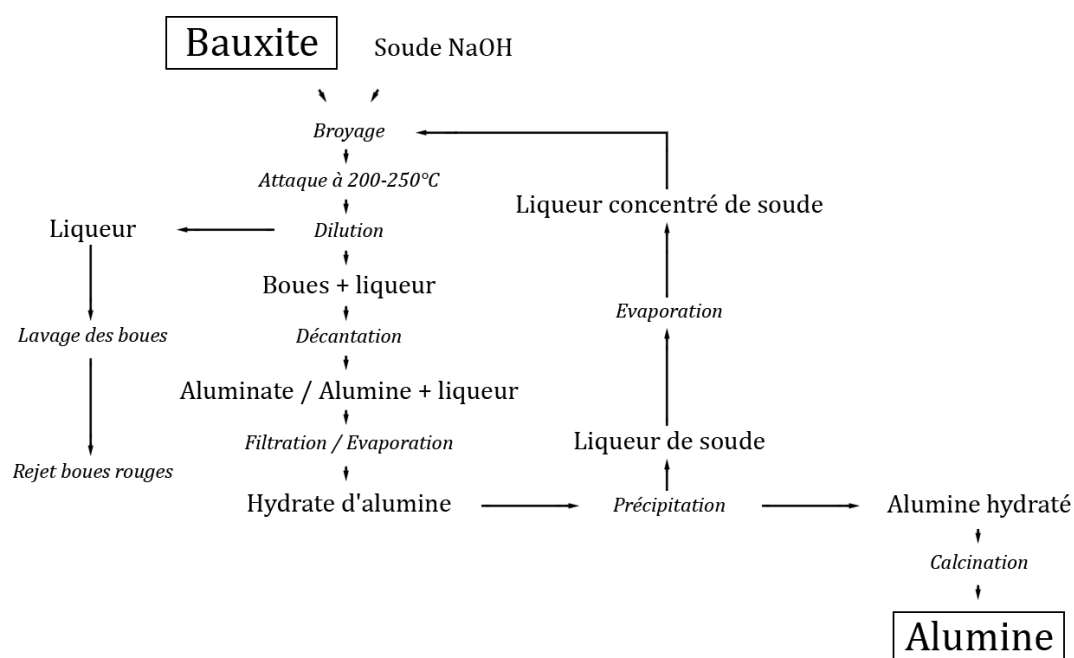 Bauxite
Soude NaOH
Broyage
Attaque à 200-250°C
Liqueur concentré de soude
Liqueur
Dilution
Boues + liqueur
Evaporation
Lavage des boues
Décantation
Aluminate / Alumine + liqueur
Filtration / Evaporation
Liqueur de soude
Rejet boues rouges
Hydrate d'alumine
Précipitation
Alumine hydraté
Calcination
Alumine